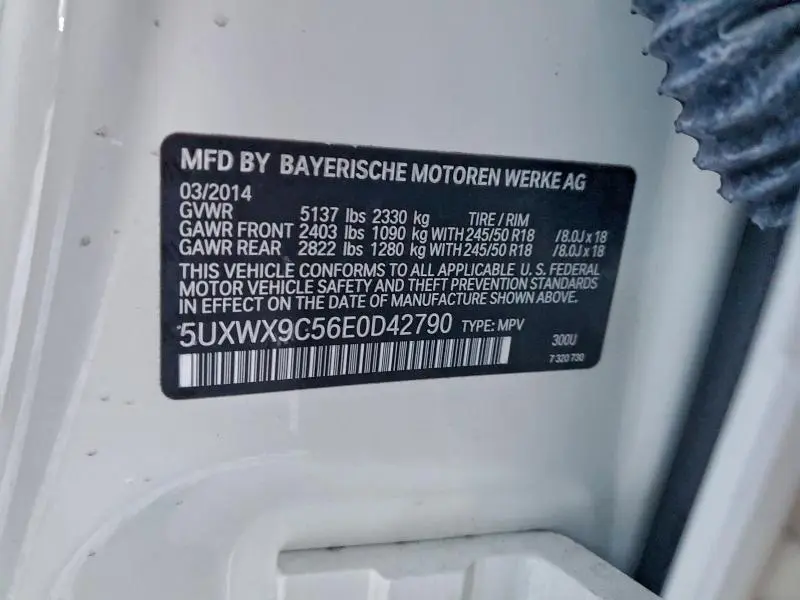 MFD BY BAYERISCHE MOTOREN WERKE AG
03/2014
GVWR 5137 lbs 2330 kg TIRE / RIM
GAWR FRONT 2403 lbs 1090 kg WITH 245/50 R18 / 8.0J x 18
GAWR REAR 2822 lbs 1280 kg WITH 245/50 R18 / 8.0J x 18
THIS VEHICLE CONFORMS TO ALL APPLICABLE U. S. FEDERAL
MOTOR VEHICLE SAFETY AND THEFT PREVENTION STANDARDS
IN EFFECT ON THE DATE OF MANUFACTURE SHOWN ABOVE.
5UXWX9C56E0D42790 TYPE: MPV
300U
7 320 730